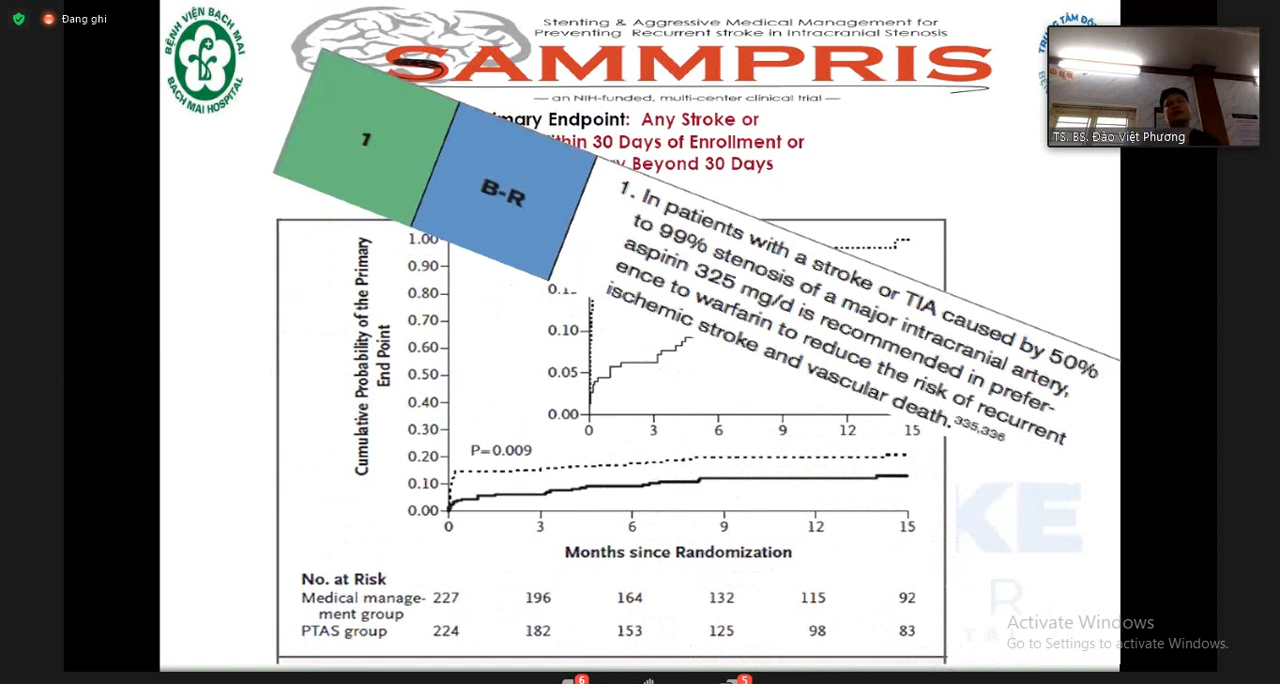 Đang ghi
BỆNH VIỆN BẠCH MAI
BACH MAI HOSPITAL
Stenting & Aggressive Medical Management for
Preventing Recurrent stroke in Intracranial Stenosis
SAMMPRIS
— an NIH-funded, multi-center clinical trial —
Endpoint: Any Stroke or
30 Days of Enrollment or
Beyond 30 Days
TS. BS. Đào Việt Phương
1
B-R
1. In patients with a stroke or TIA caused by 50%
to 99% stenosis of a major intracranial artery,
aspirin 325 mg/d is recommended in prefer-
ence to warfarin to reduce the risk of recurrent
ischemic stroke and vascular death.335,336
Cumulative Probability of the Primary
End Point
1.00
0.90
0.80
0.70
0.60
0.50
0.40
0.30
0.20
0.10
0.00
0.10
0.05
0.00
0 3 6 9 12 15
P=0.009
0 3 6 9 12 15
Months since Randomization
No. at Risk
Medical manage- 227 196 164 132 115 92
ment group
PTAS group 224 182 153 125 98 83
KE
R
Activate Windows
Go to Settings to activate Windows.
6
5